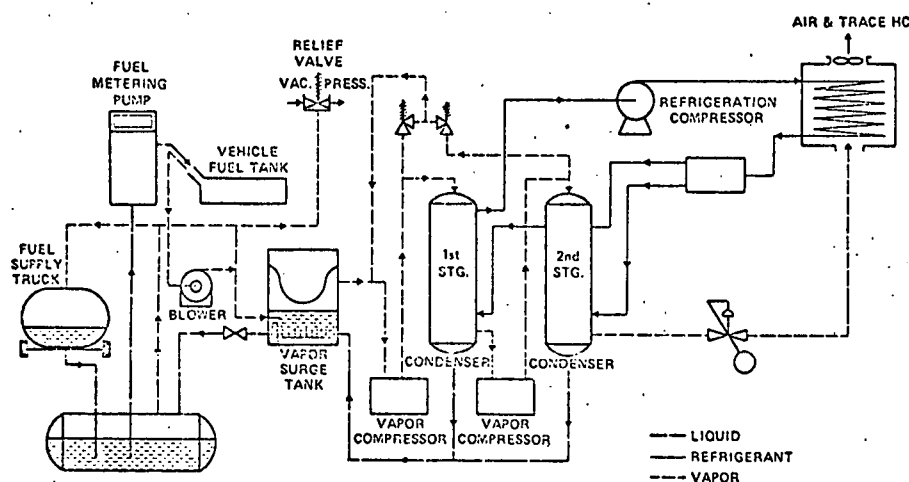 AIR & TRACE HC
RELIEF
VALVE
VAC. PRESS.
FUEL
METERING
PUMP
REFRIGERATION
COMPRESSOR
VEHICLE
FUEL TANK
FUEL
SUPPLY
TRUCK
1st
STG.
2nd
STG.
BLOWER
VAPOR
SURGE
TANK
CONDENSER
CONDENSER
VAPOR
COMPRESSOR
VAPOR
COMPRESSOR
LIQUID
REFRIGERANT
VAPOR